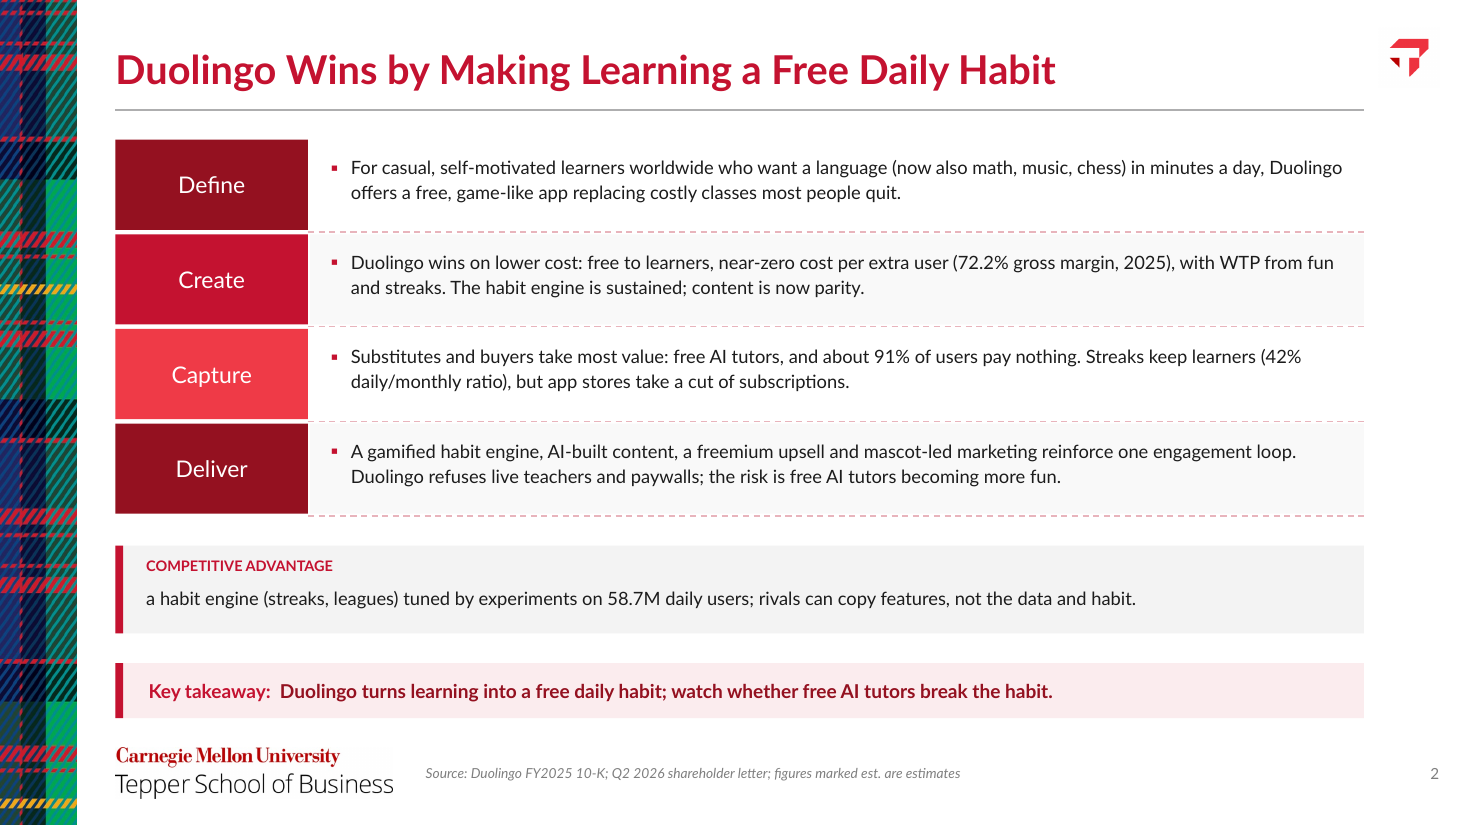 Duolingo Wins by Making Learning a Free Daily Habit
Define
▪ For casual, self-motivated learners worldwide who want a language (now also math, music, chess) in minutes a day, Duolingo
offers a free, game-like app replacing costly classes most people quit.
Create
▪ Duolingo wins on lower cost: free to learners, near-zero cost per extra user (72.2% gross margin, 2025), with WTP from fun
and streaks. The habit engine is sustained; content is now parity.
Capture
▪ Substitutes and buyers take most value: free AI tutors, and about 91% of users pay nothing. Streaks keep learners (42%
daily/monthly ratio), but app stores take a cut of subscriptions.
Deliver
▪ A gamified habit engine, AI-built content, a freemium upsell and mascot-led marketing reinforce one engagement loop.
Duolingo refuses live teachers and paywalls; the risk is free AI tutors becoming more fun.
COMPETITIVE ADVANTAGE
a habit engine (streaks, leagues) tuned by experiments on 58.7M daily users; rivals can copy features, not the data and habit.
Key takeaway: Duolingo turns learning into a free daily habit; watch whether free AI tutors break the habit.
Carnegie Mellon University
Tepper School of Business
Source: Duolingo FY2025 10-K; Q2 2026 shareholder letter; figures marked est. are estimates
2